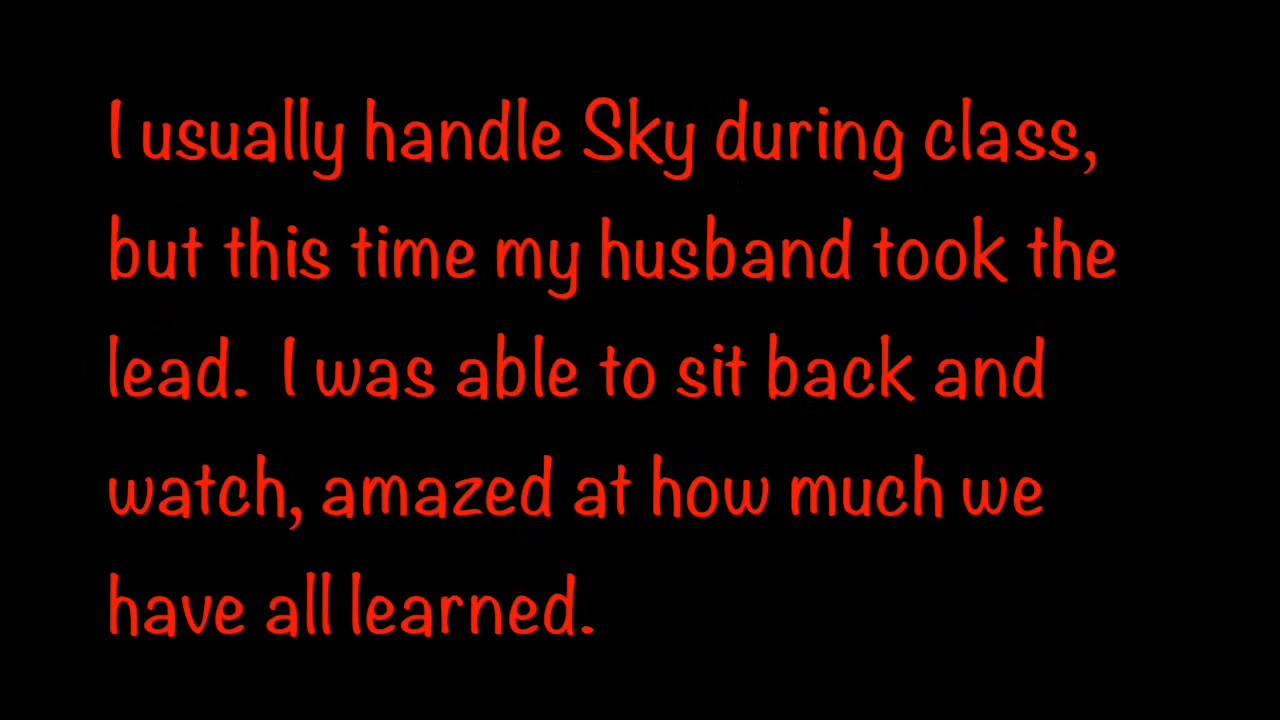 I usually handle Sky during class,
but this time my husband took the
lead.  I was able to sit back and
watch, amazed at how much we
have all learned.